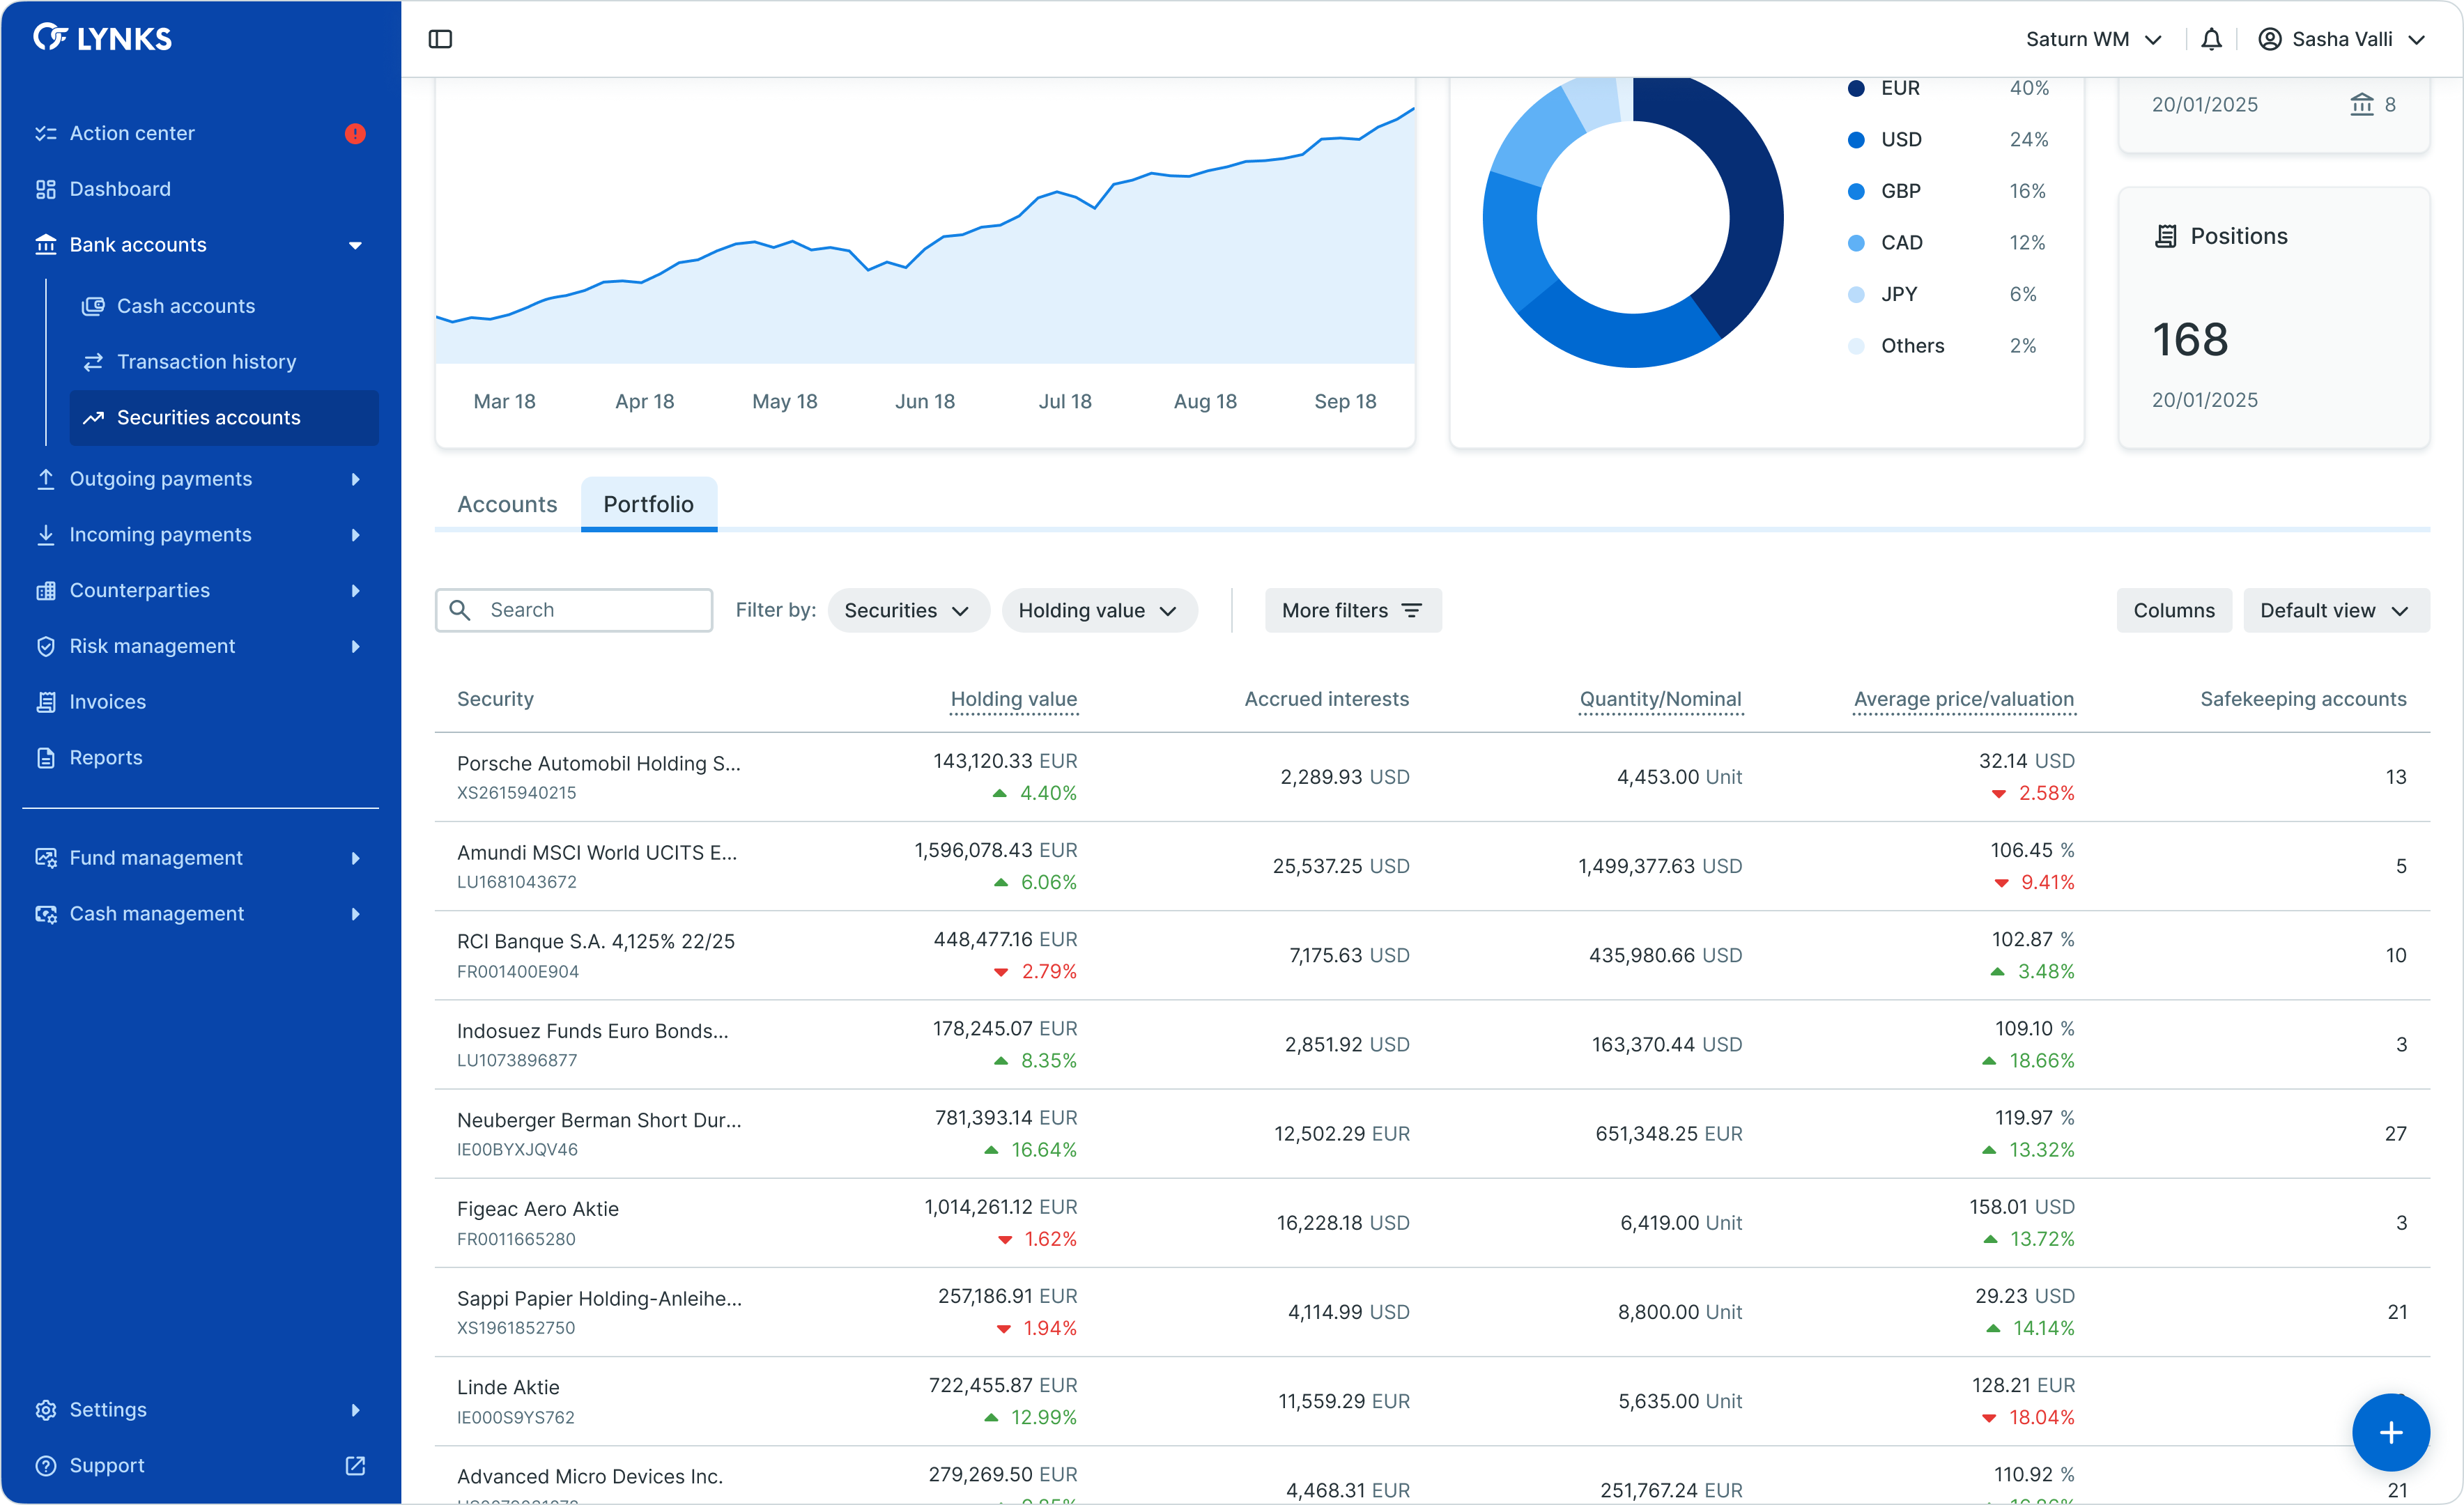 LYNKS
Saturn WM
Sasha Valli
Action center
Dashboard
Bank accounts
Cash accounts
Transaction history
Securities accounts
Outgoing payments
Incoming payments
Counterparties
Risk management
Invoices
Reports
Fund management
Cash management
Settings
Support
Mar 18 Apr 18 May 18 Jun 18 Jul 18 Aug 18 Sep 18
EUR 40%
USD 24%
GBP 16%
CAD 12%
JPY 6%
Others 2%
20/01/2025 8
Positions
168
20/01/2025
Accounts Portfolio
Search Filter by: Securities Holding value More filters Columns Default view
Security Holding value Accrued interests Quantity/Nominal Average price/valuation Safekeeping accounts
Porsche Automobil Holding S... 143,120.33 EUR 2,289.93 USD 4,453.00 Unit 32.14 USD 13
XS2615940215 4.40% 2.58%
Amundi MSCI World UCITS E... 1,596,078.43 EUR 25,537.25 USD 1,499,377.63 USD 106.45 % 5
LU1681043672 6.06% 9.41%
RCI Banque S.A. 4,125% 22/25 448,477.16 EUR 7,175.63 USD 435,980.66 USD 102.87 % 10
FR001400E904 2.79% 3.48%
Indosuez Funds Euro Bonds... 178,245.07 EUR 2,851.92 USD 163,370.44 USD 109.10 % 3
LU1073896877 8.35% 18.66%
Neuberger Berman Short Dur... 781,393.14 EUR 12,502.29 EUR 651,348.25 EUR 119.97 % 27
IE00BYXJQV46 16.64% 13.32%
Figeac Aero Aktie 1,014,261.12 EUR 16,228.18 USD 6,419.00 Unit 158.01 USD 3
FR0011665280 1.62% 13.72%
Sappi Papier Holding-Anleihe... 257,186.91 EUR 4,114.99 USD 8,800.00 Unit 29.23 USD 21
XS1961852750 1.94% 14.14%
Linde Aktie 722,455.87 EUR 11,559.29 EUR 5,635.00 Unit 128.21 EUR
IE000S9YS762 12.99% 18.04%
Advanced Micro Devices Inc. 279,269.50 EUR 4,468.31 EUR 251,767.24 EUR 110.92 % 21